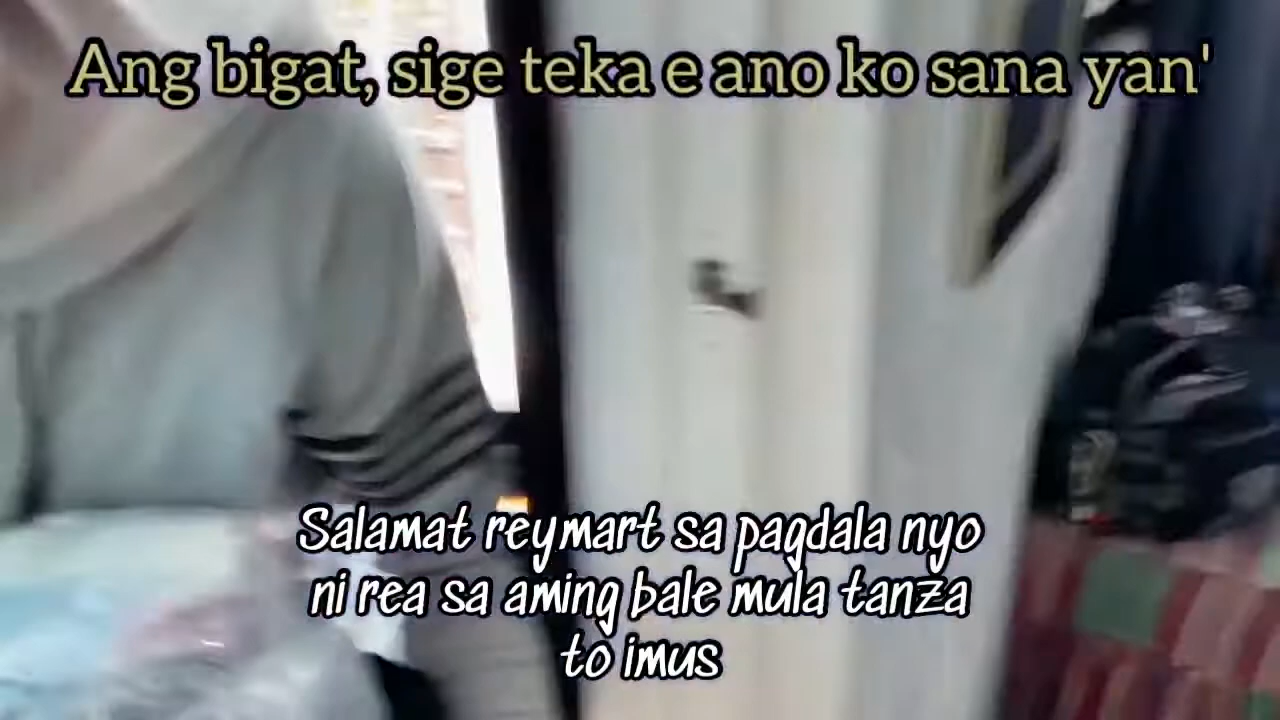 Ang bigat, sige teka e ano ko sana yan'
Salamat reymart sa pagdala nyo
ni rea sa aming bale mula tanza
to imus